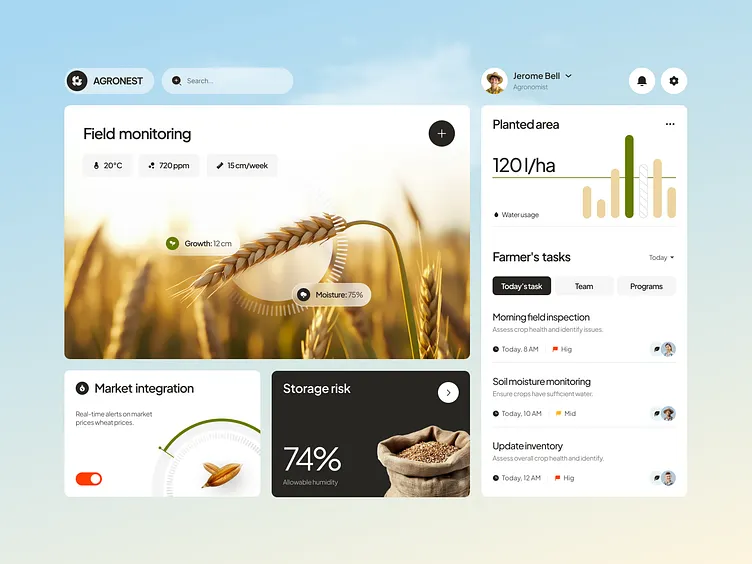 AGRONEST
Search...
Jerome Bell
Agronomist
Field monitoring
20°C
720 ppm
15 cm/week
Growth: 12 cm
Moisture: 75%
Market integration
Real-time alerts on market
prices wheat prices.
Storage risk
74%
Allowable humidity
Planted area
120 l/ha
Water usage
Farmer's tasks
Today
Today's task
Team
Programs
Morning field inspection
Assess crop health and identify issues.
Today, 8 AM
Hig
Soil moisture monitoring
Ensure crops have sufficient water.
Today, 10 AM
Mid
Update inventory
Assess overall crop health and identify.
Today, 12 AM
Hig